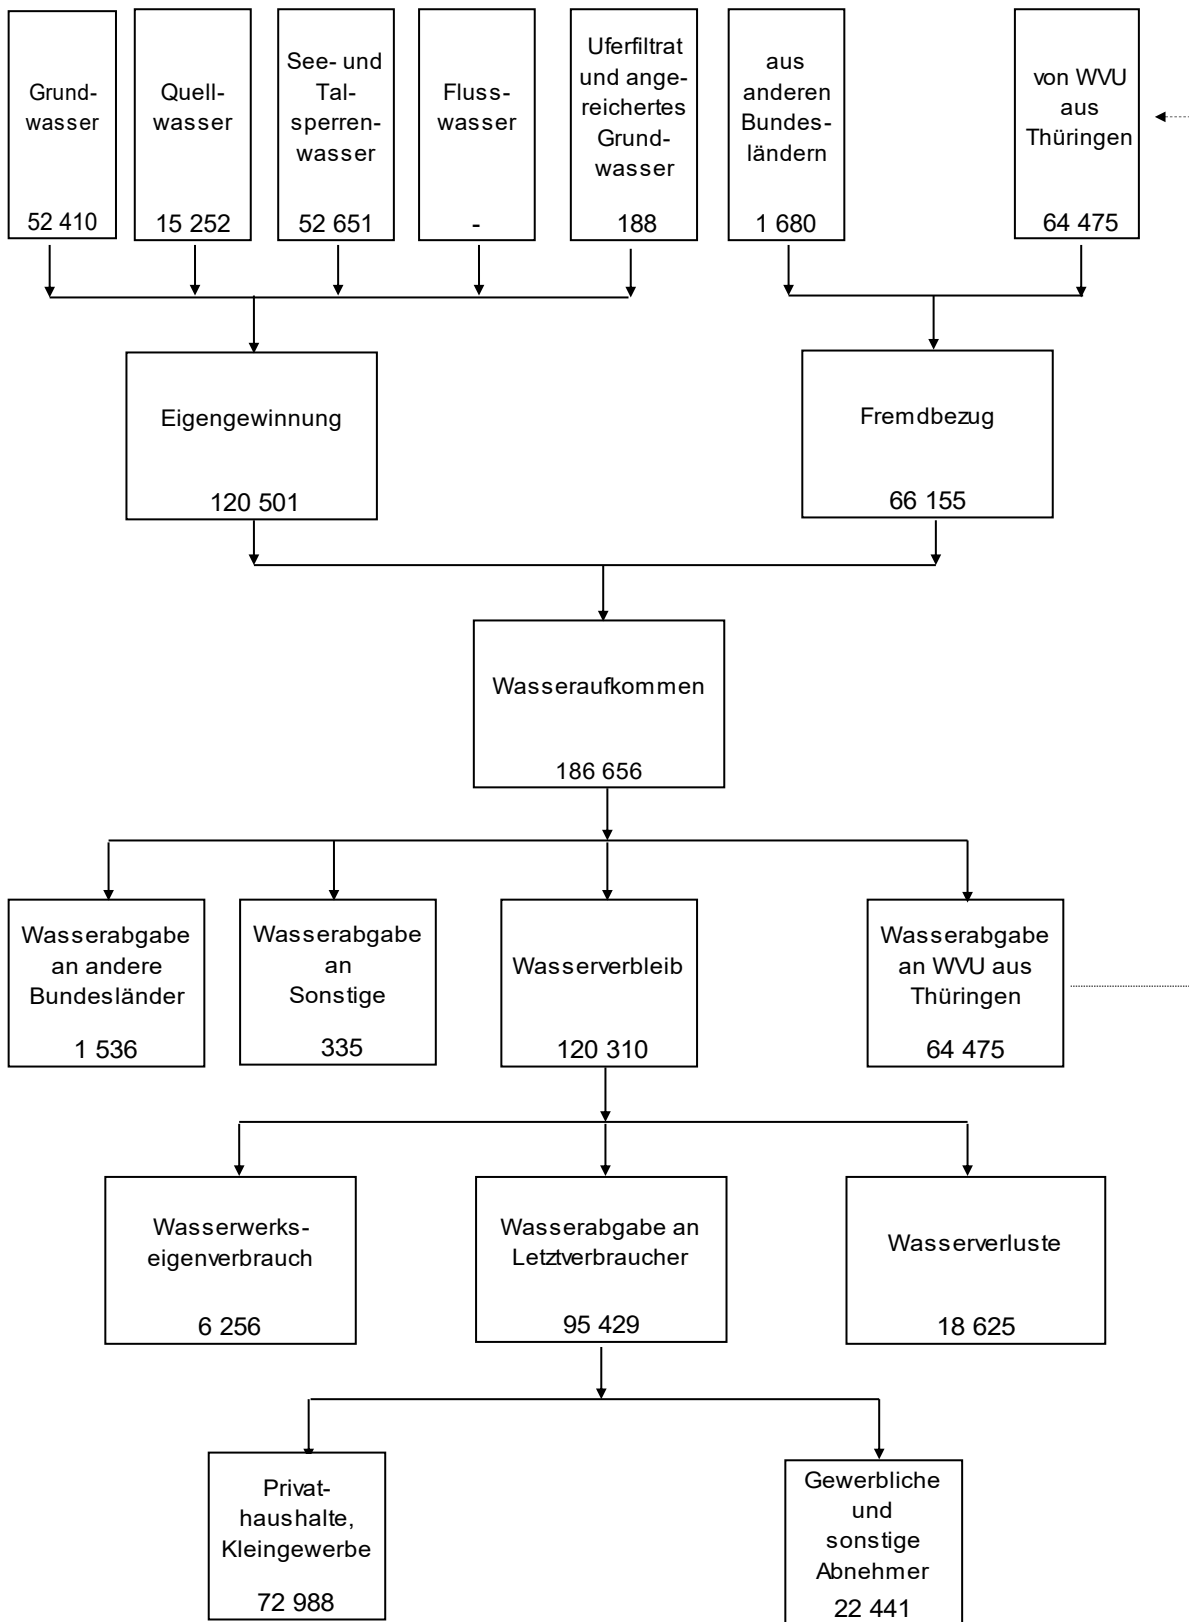 Grund-
wasser
52 410
Quell-
wasser
15 252
See- und
Tal-
sperren-
wasser
52 651
Fluss-
wasser
-
Uferfiltrat
und ange-
reichertes
Grund-
wasser
188
aus
anderen
Bundes-
ländern
1 680
von WVU
aus
Thüringen
64 475
Eigengewinnung
120 501
Fremdbezug
66 155
Wasseraufkommen
186 656
Wasserabgabe
an andere
Bundesländer
1 536
Wasserabgabe
an
Sonstige
335
Wasserverbleib
120 310
Wasserabgabe
an WVU aus
Thüringen
64 475
Wasserwerks-
eigenverbrauch
6 256
Wasserabgabe an
Letztverbraucher
95 429
Wasserverluste
18 625
Privat-
haushalte,
Kleingewerbe
72 988
Gewerbliche
und
sonstige
Abnehmer
22 441